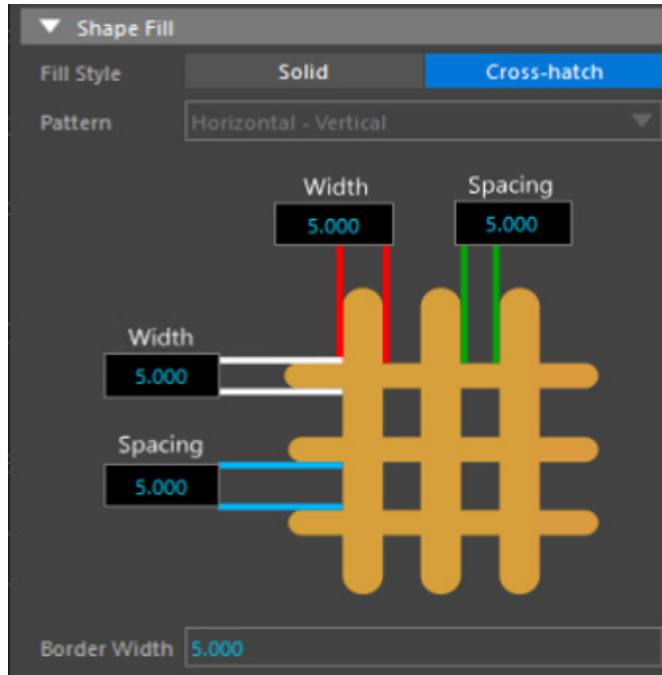 Shape Fill
Fill Style Solid Cross-hatch
Pattern Horizontal - Vertical
Width Spacing
5.000 5.000
Width
5.000
Spacing
5.000
Border Width 5.000